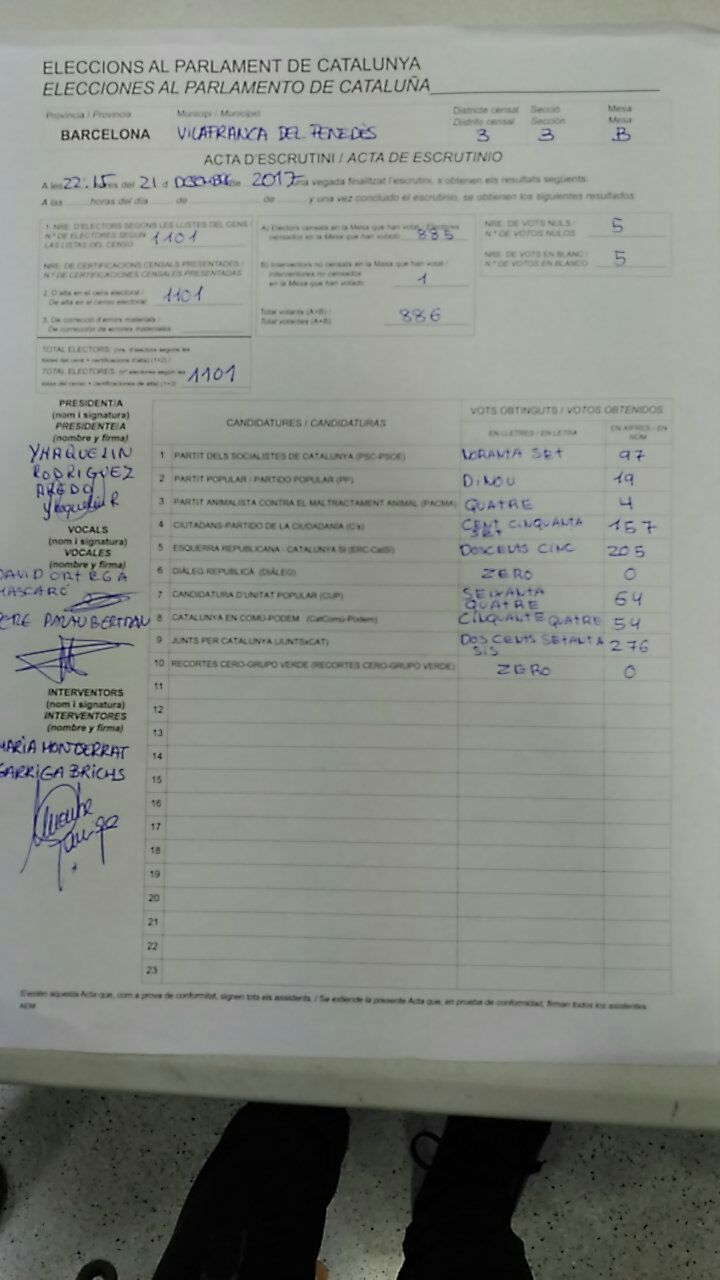 ELECCIONS AL PARLAMENT DE CATALUNYA
ELECCIONES AL PARLAMENTO DE CATALUÑA
Província / Provincia Municipi / Municipio Districte censal Secció Mesa
Distrito censal Sección Mesa
BARCELONA VILAFRANCA DEL PENEDÈS 3 3 B
ACTA D'ESCRUTINI / ACTA DE ESCRUTINIO
A les 22:15 hores del 21 d DESEMBRE de 2017 una vegada finalitzat l'escrutini, s'obtenen els resultats següents:
A las horas del día de de y una vez concluido el escrutinio, se obtienen los siguientes resultados
1. NRE. D'ELECTORS SEGONS LES LLISTES DEL CENS /
Nº DE ELECTORES SEGÚN LAS LISTAS DEL CENSO 1101
NRE. DE CERTIFICACIONS CENSALS PRESENTADES /
Nº DE CERTIFICACIONES CENSALES PRESENTADAS
2. D'alta en el cens electoral /
De alta en el censo electoral 1101
3. De correcció d'errors materials /
De corrección de errores materiales
TOTAL ELECTORS (nre. d'electors segons les
llistes del cens + certificacions d'alta) (1+2) /
TOTAL ELECTORES (nº electores según las
listas del censo + certificaciones de alta) (1+2) 1101
A) Electors censats en la Mesa que han votat / Electores
censados en la Mesa que han votado 885
B) Interventors no censats en la Mesa que han votat /
Interventores no censados
en la Mesa que han votado 1
Total votants (A+B) /
Total votantes (A+B) 886
NRE. DE VOTS NULS /
Nº DE VOTOS NULOS 5
NRE. DE VOTS EN BLANC /
Nº DE VOTOS EN BLANCO 5
PRESIDENT/A
(nom i signatura)
PRESIDENTE/A
(nombre y firma)
YHAQUELIN
RODRIGUEZ
AREDO
Yhaquelin R
VOCALS
(nom i signatura)
VOCALES
(nombre y firma)
DAVID ORTEGA
MASCARÓ
PERE PALAU BERTRAN
INTERVENTORS
(nom i signatura)
INTERVENTORES
(nombre y firma)
MARIA MONTSERRAT
GARRIGA BRICHS
CANDIDATURES / CANDIDATURAS VOTS OBTINGUTS / VOTOS OBTENIDOS
EN LLETRES / EN LETRA EN XIFRES / EN NÚM.
1 PARTIT DELS SOCIALISTES DE CATALUNYA (PSC-PSOE) NORANTA SET 97
2 PARTIT POPULAR / PARTIDO POPULAR (PP) DINOU 19
3 PARTIT ANIMALISTA CONTRA EL MALTRACTAMENT ANIMAL (PACMA) QUATRE 4
4 CIUTADANS-PARTIDO DE LA CIUDADANÍA (C's) CENT CINQUANTA SET 157
5 ESQUERRA REPUBLICANA - CATALUNYA SÍ (ERC-CatSí) DOSCENTS CINC 205
6 DIÀLEG REPUBLICÀ (DIÀLEG) ZERO 0
7 CANDIDATURA D'UNITAT POPULAR (CUP) SEIXANTA QUATRE 64
8 CATALUNYA EN COMÚ-PODEM (CatComú-Podem) CINQUANTE QUATRE 54
9 JUNTS PER CATALUNYA (JUNTSxCAT) DOS CENTS SETANTA SIS 276
10 RECORTES CERO-GRUPO VERDE (RECORTES CERO-GRUPO VERDE) ZERO 0
11
12
13
14
15
16
17
18
19
20
21
22
23
S'estén aquesta Acta que, com a prova de conformitat, signen tots els assistents. / Se extiende la presente Acta que, en prueba de conformidad, firman todos los asistentes